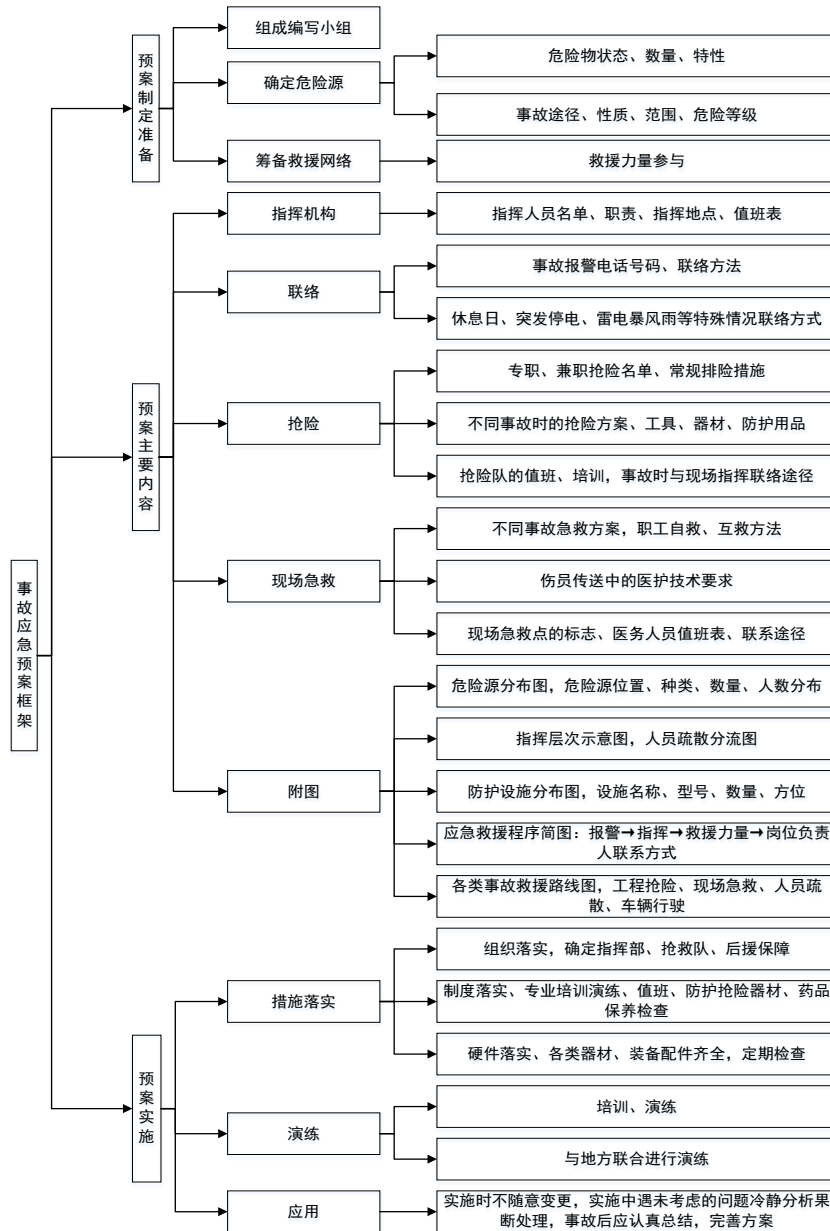 事故应急预案框架
预案制定准备
组成编写小组
确定危险源
危险物状态、数量、特性
事故途径、性质、范围、危险等级
筹备救援网络
救援力量参与
预案主要内容
指挥机构
指挥人员名单、职责、指挥地点、值班表
联络
事故报警电话号码、联络方法
休息日、突发停电、雷电暴风雨等特殊情况联络方式
抢险
专职、兼职抢险名单、常规排险措施
不同事故时的抢险方案、工具、器材、防护用品
抢险队的值班、培训，事故时与现场指挥联络途径
现场急救
不同事故急救方案，职工自救、互救方法
伤员传送中的医护技术要求
现场急救点的标志、医务人员值班表、联系途径
附图
危险源分布图，危险源位置、种类、数量、人数分布
指挥层次示意图，人员疏散分流图
防护设施分布图，设施名称、型号、数量、方位
应急救援程序简图：报警→指挥→救援力量→岗位负责
人联系方式
各类事故救援路线图，工程抢险、现场急救、人员疏
散、车辆行驶
预案实施
措施落实
组织落实，确定指挥部、抢救队、后援保障
制度落实、专业培训演练、值班、防护抢险器材、药品
保养检查
硬件落实、各类器材、装备配件齐全，定期检查
演练
培训、演练
与地方联合进行演练
应用
实施时不随意变更，实施中遇未考虑的问题冷静分析果
断处理，事故后应认真总结，完善方案